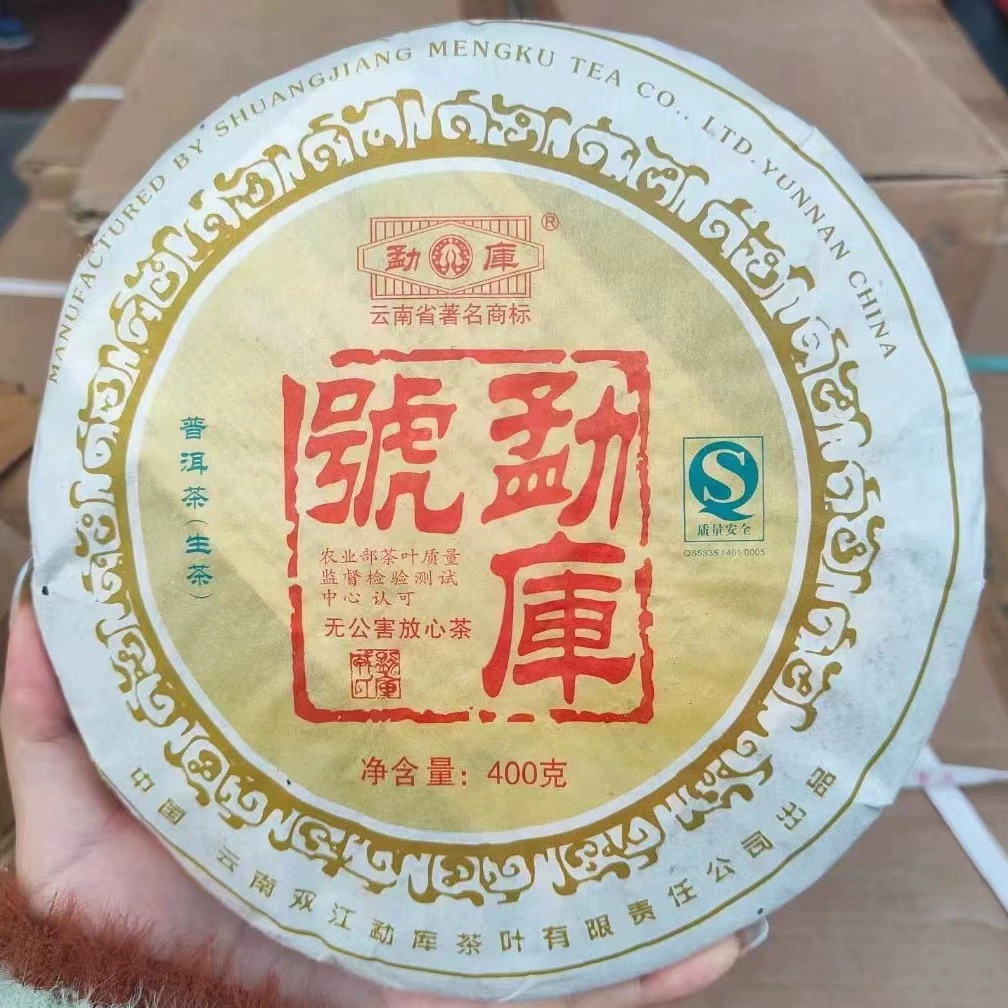 MANUFACTURED BY SHUANGJIANG MENGKU TEA CO., LTD. YUNNAN CHINA
勐庫®
云南省著名商标
勐庫號
普洱茶(生茶)
S
质量安全
QS5335 1401 0005
农业部茶叶质量
监督检验测试
中心 认可
无公害放心茶
净含量：400克
中国 云南双江勐库茶叶有限责任公司出品